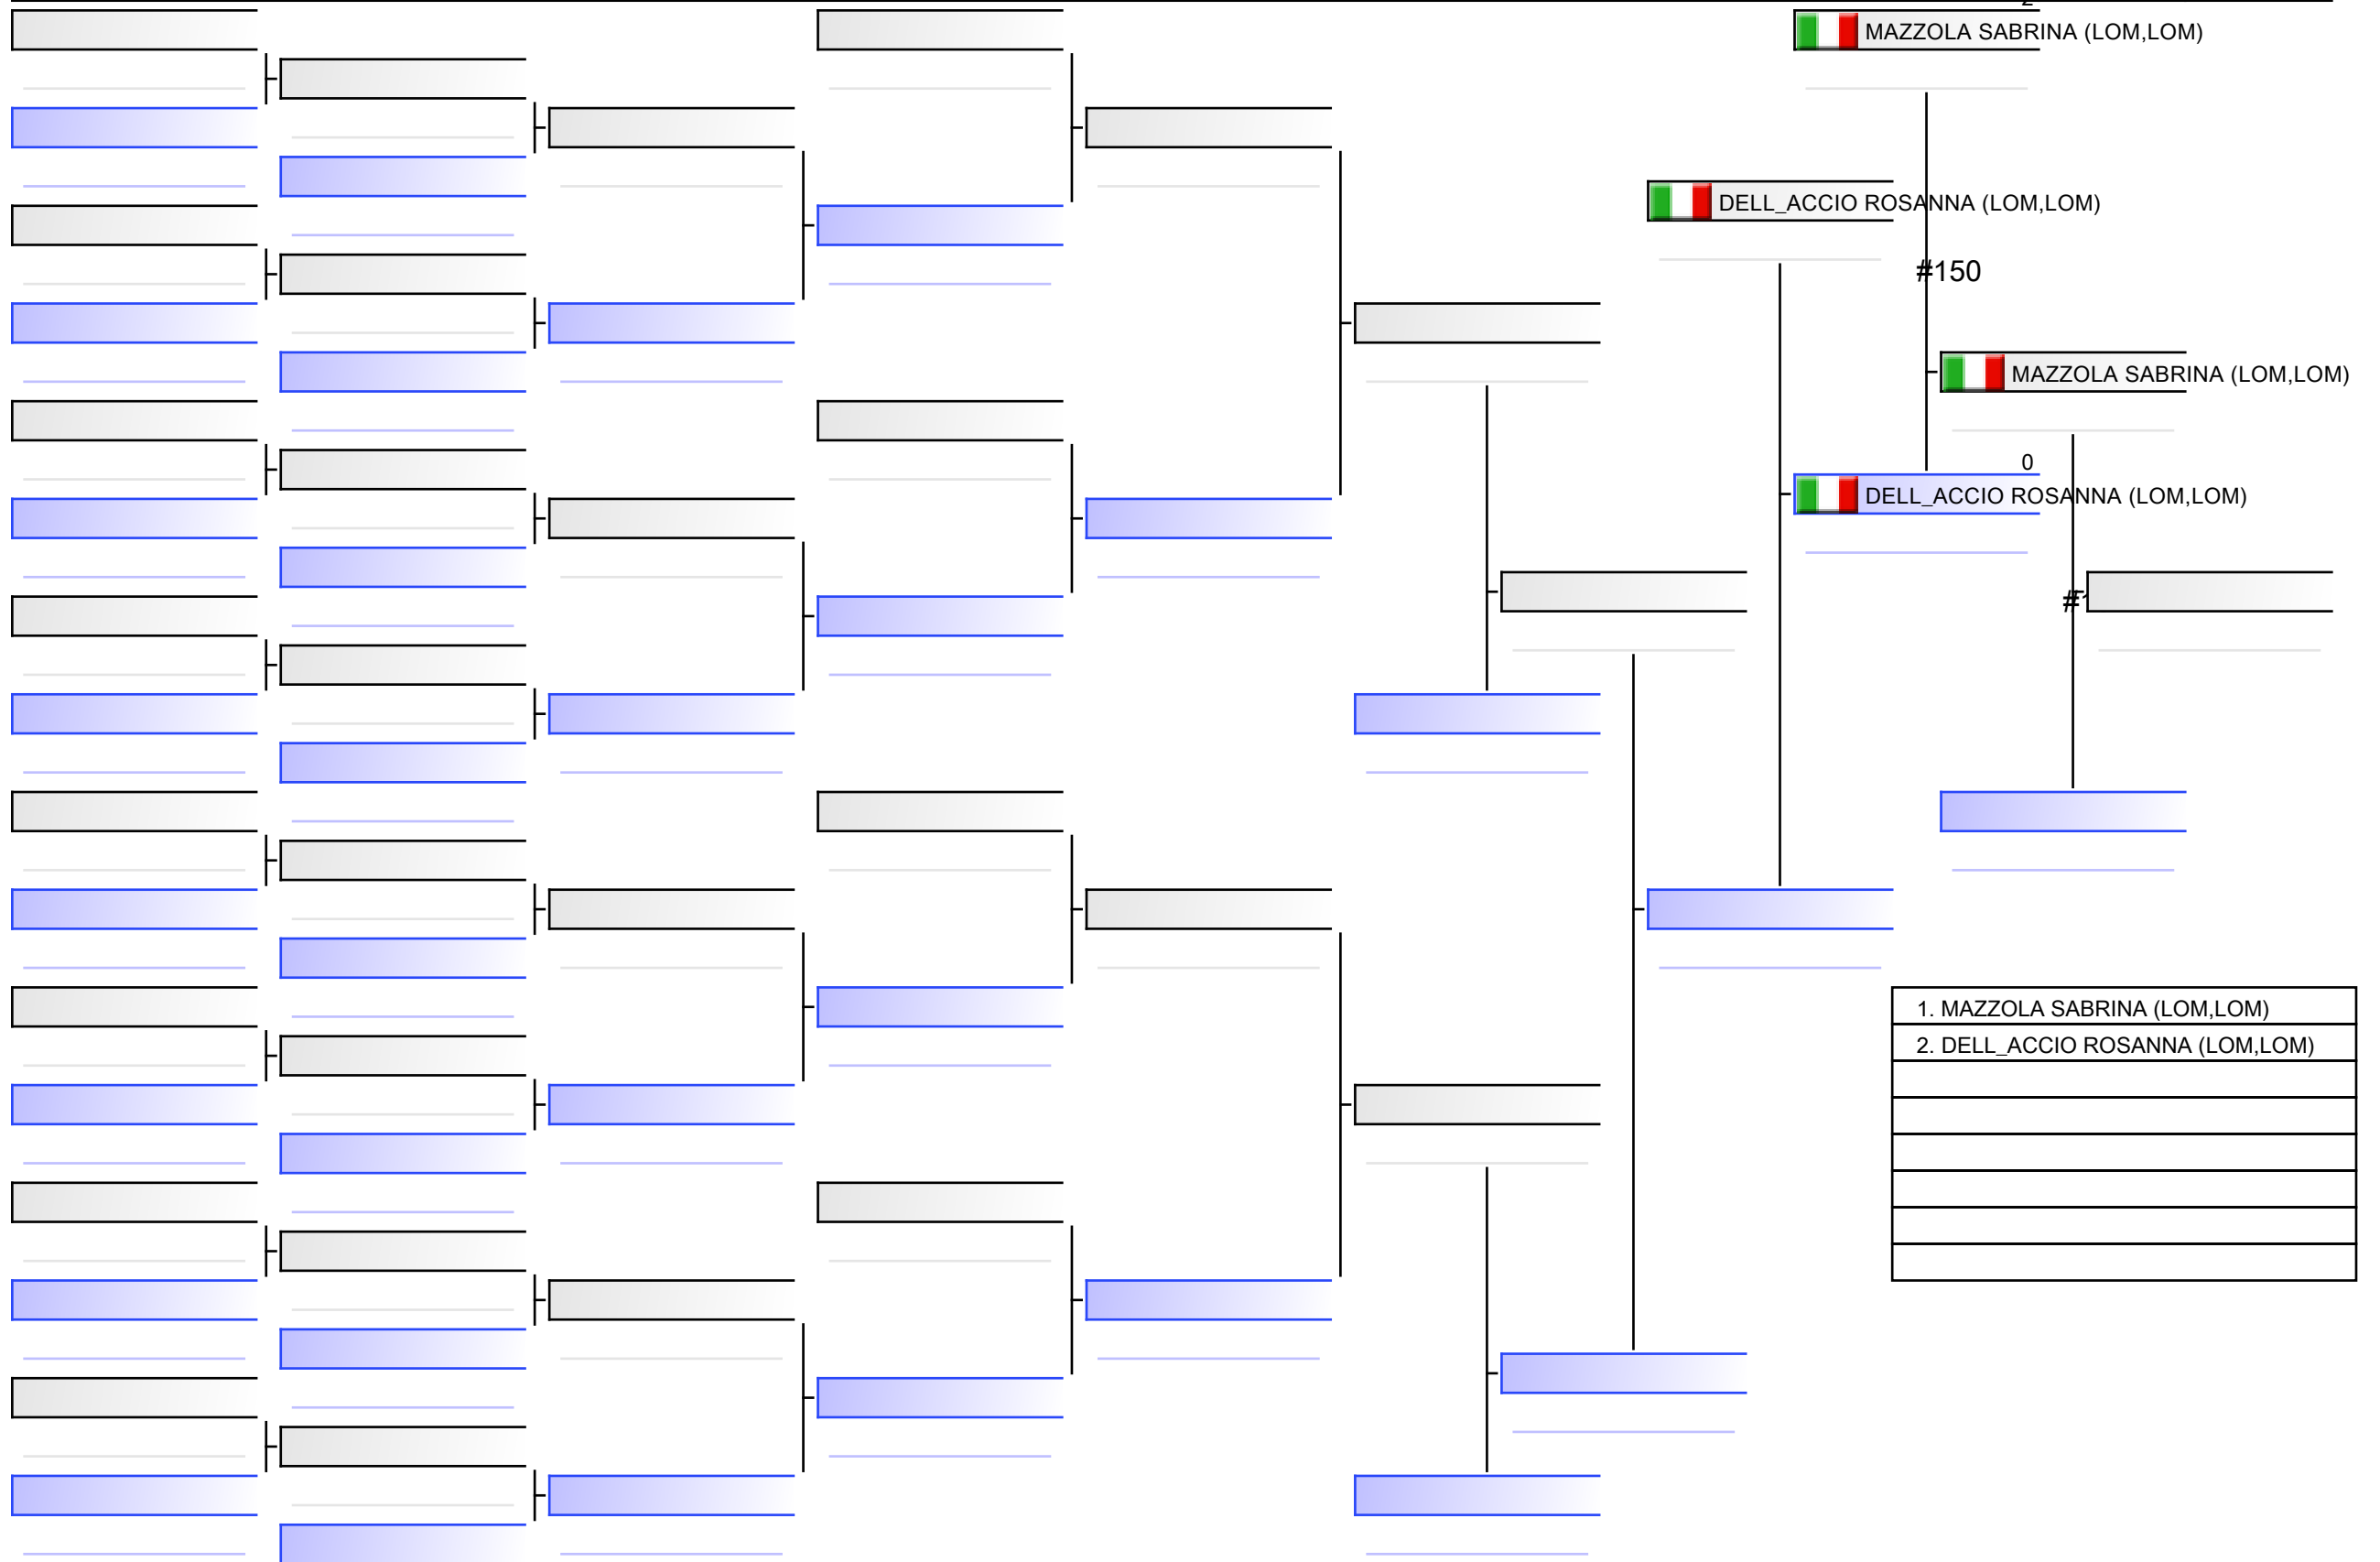 MAZZOLA SABRINA (LOM,LOM)
DELL_ACCIO ROSANNA (LOM,LOM)
#150
MAZZOLA SABRINA (LOM,LOM)
0
DELL_ACCIO ROSANNA (LOM,LOM)
1. MAZZOLA SABRINA (LOM,LOM)
2. DELL_ACCIO ROSANNA (LOM,LOM)